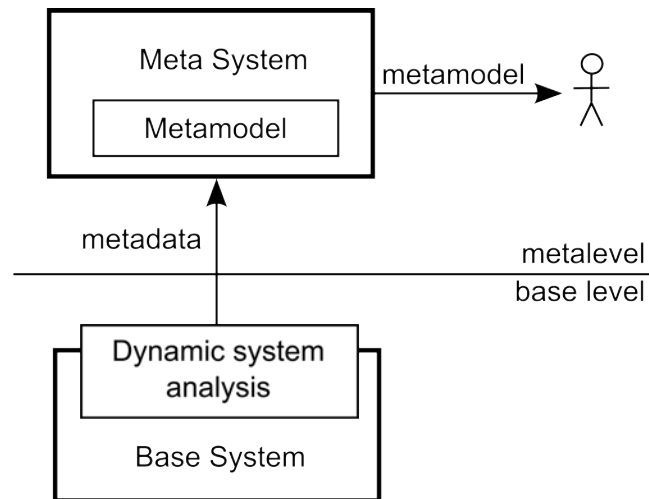 Meta System
metamodel
Metamodel
metadata
metalevel
base level
Dynamic system
analysis
Base System